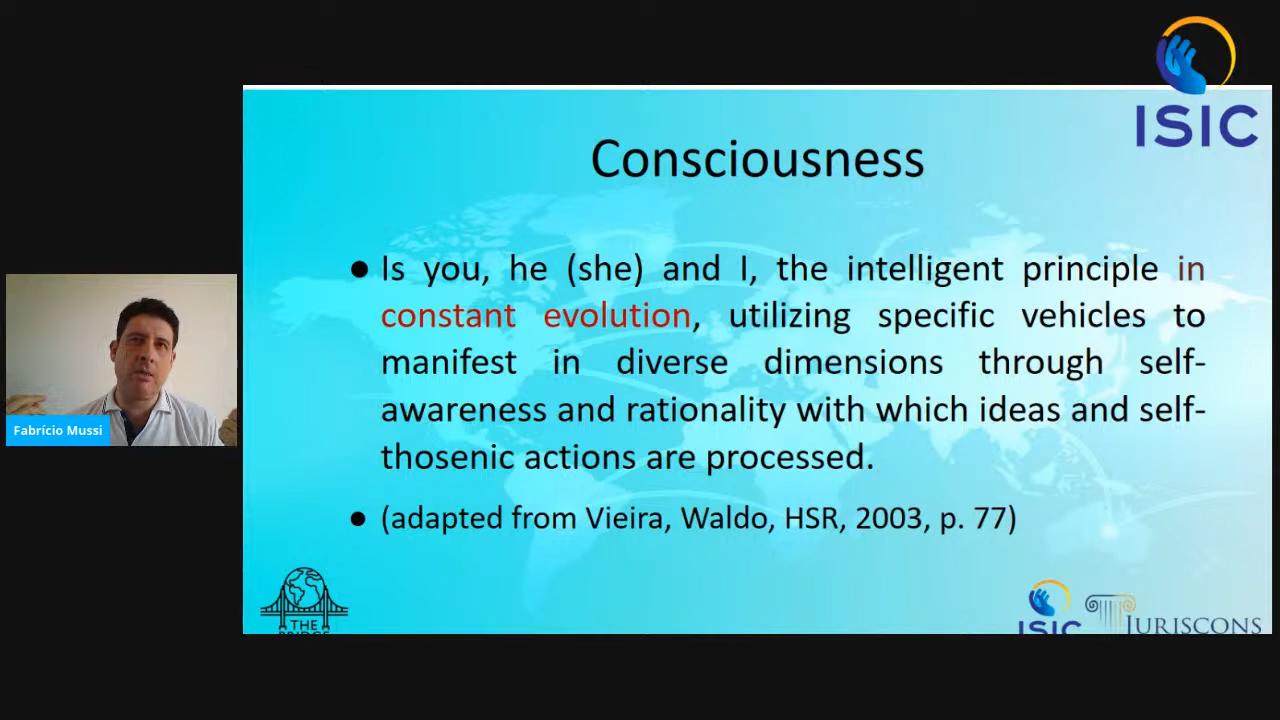 ISIC
Consciousness
● Is you, he (she) and I, the intelligent principle in
constant evolution, utilizing specific vehicles to
manifest in diverse dimensions through self-
awareness and rationality with which ideas and self-
thosenic actions are processed.
● (adapted from Vieira, Waldo, HSR, 2003, p. 77)
Fabrício Mussi
THE
BRIDGE
ISIC
JURISCONS